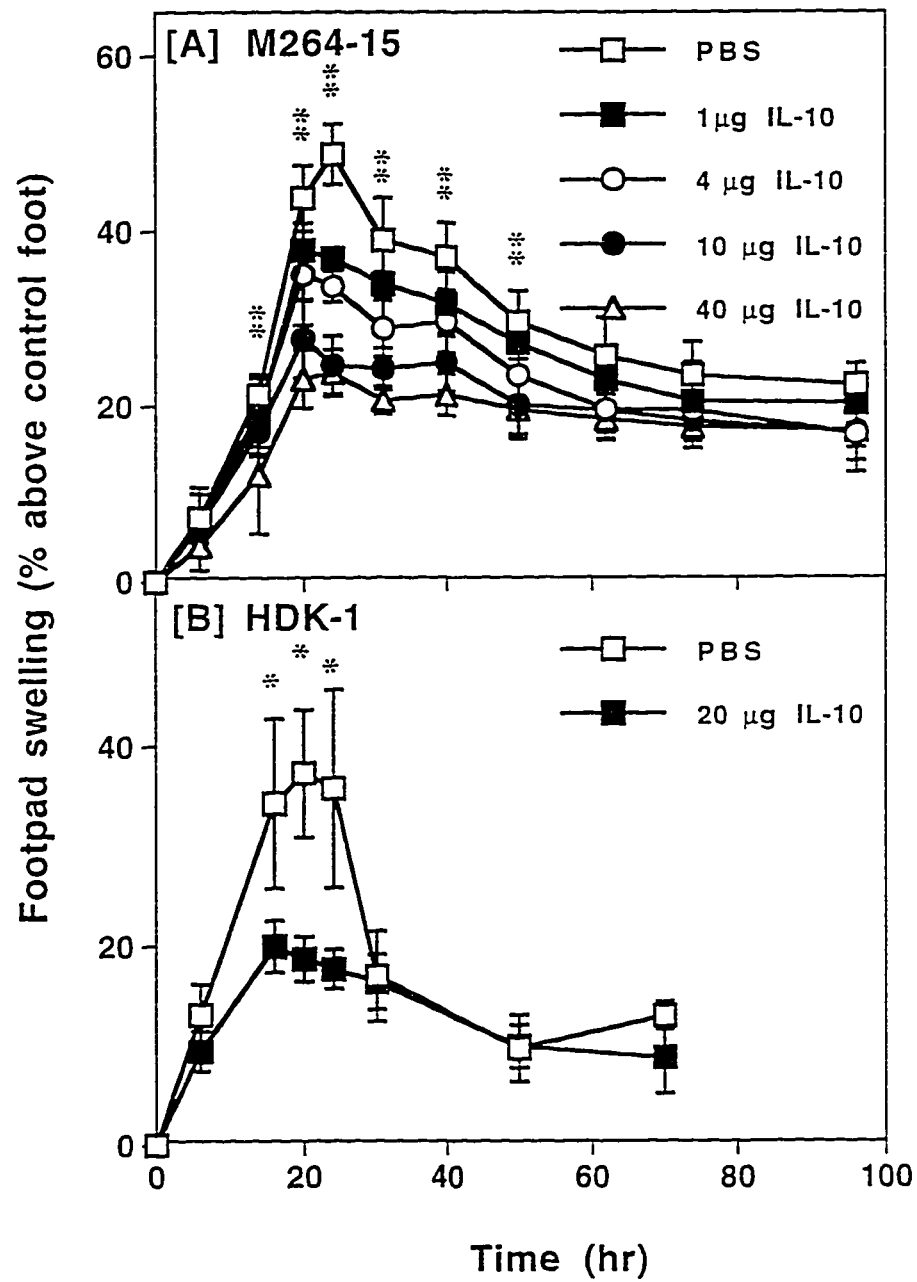 [A] M264-15
PBS
1μg IL-10
4 μg IL-10
10 μg IL-10
40 μg IL-10
60
40
20
0
**
**
**
**
**
**
Footpad swelling (% above control foot)
[B] HDK-1
PBS
20 μg IL-10
*
*
*
40
20
0
0 20 40 60 80 100
Time (hr)